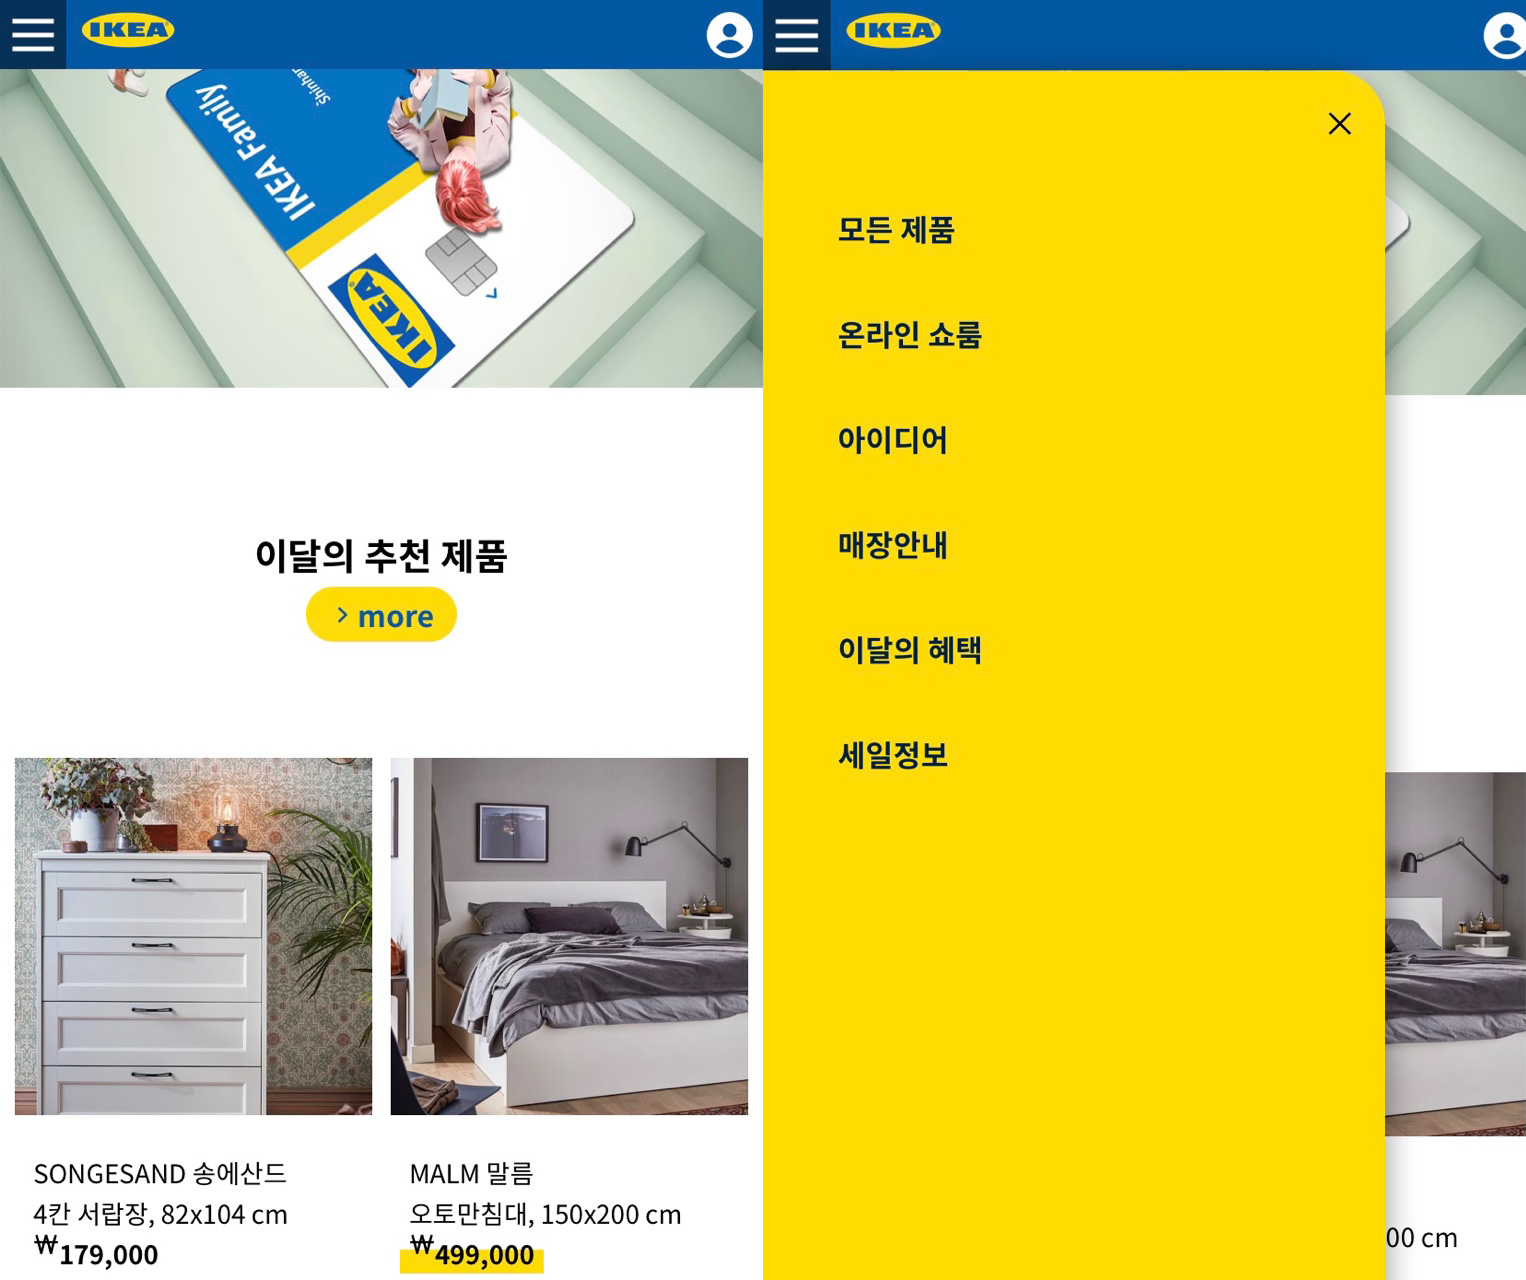 IKEA
IKEA Family
Shinhan
IKEA
이달의 추천 제품
> more
SONGESAND 송에산드
4칸 서랍장, 82x104 cm
₩179,000
MALM 말름
오토만침대, 150x200 cm
₩499,000
IKEA
모든 제품
온라인 쇼룸
아이디어
매장안내
이달의 혜택
세일정보
00 cm